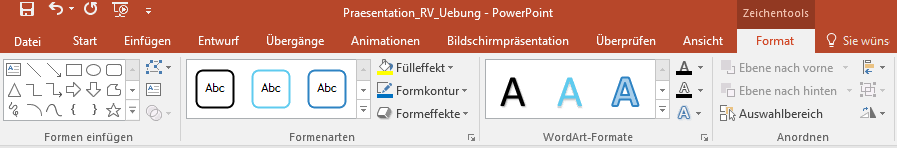 Praesentation_RV_Uebung - PowerPoint
Zeichentools
Datei Start Einfügen Entwurf Übergänge Animationen Bildschirmpräsentation Überprüfen Ansicht Format Sie wüns
Abc Abc Abc Fülleffekt A A A A Ebene nach vorne
Formkontur A Ebene nach hinten
Formeffekte A Auswahlbereich
Formen einfügen Formenarten WordArt-Formate Anordnen